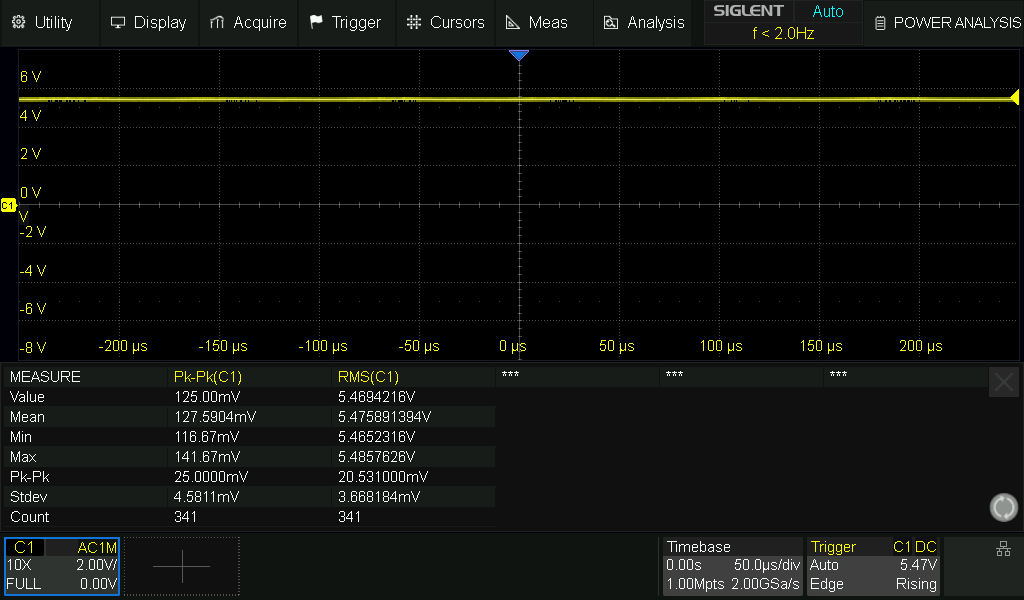 Utility Display Acquire Trigger Cursors Meas Analysis SIGLENT Auto POWER ANALYSIS
f < 2.0Hz
6 V
4 V
2 V
0 V
C1
V
-2 V
-4 V
-6 V
-8 V -200 µs -150 µs -100 µs -50 µs 0 µs 50 µs 100 µs 150 µs 200 µs
MEASURE Pk-Pk(C1) RMS(C1) *** *** ***
Value 125.00mV 5.4694216V
Mean 127.5904mV 5.475891394V
Min 116.67mV 5.4652316V
Max 141.67mV 5.4857626V
Pk-Pk 25.0000mV 20.531000mV
Stdev 4.5811mV 3.668184mV
Count 341 341
C1 AC1M Timebase Trigger C1 DC
10X 2.00V/ 0.00s 50.0µs/div Auto 5.47V
FULL 0.00V 1.00Mpts 2.00GSa/s Edge Rising